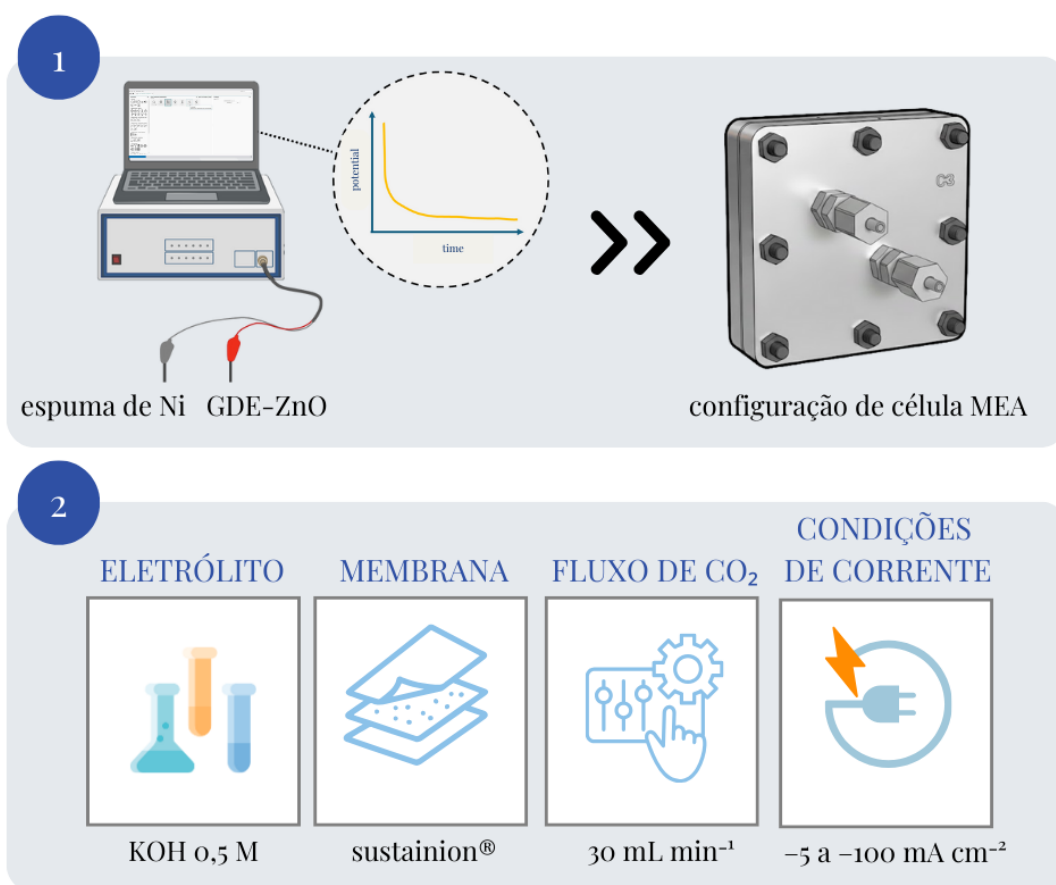 1
potential
time
C3
espuma de Ni GDE-ZnO
configuração de célula MEA
2
ELETRÓLITO
MEMBRANA
FLUXO DE CO₂
CONDIÇÕES
DE CORRENTE
KOH 0,5 M
sustainion®
30 mL min⁻¹
–5 a –100 mA cm⁻²